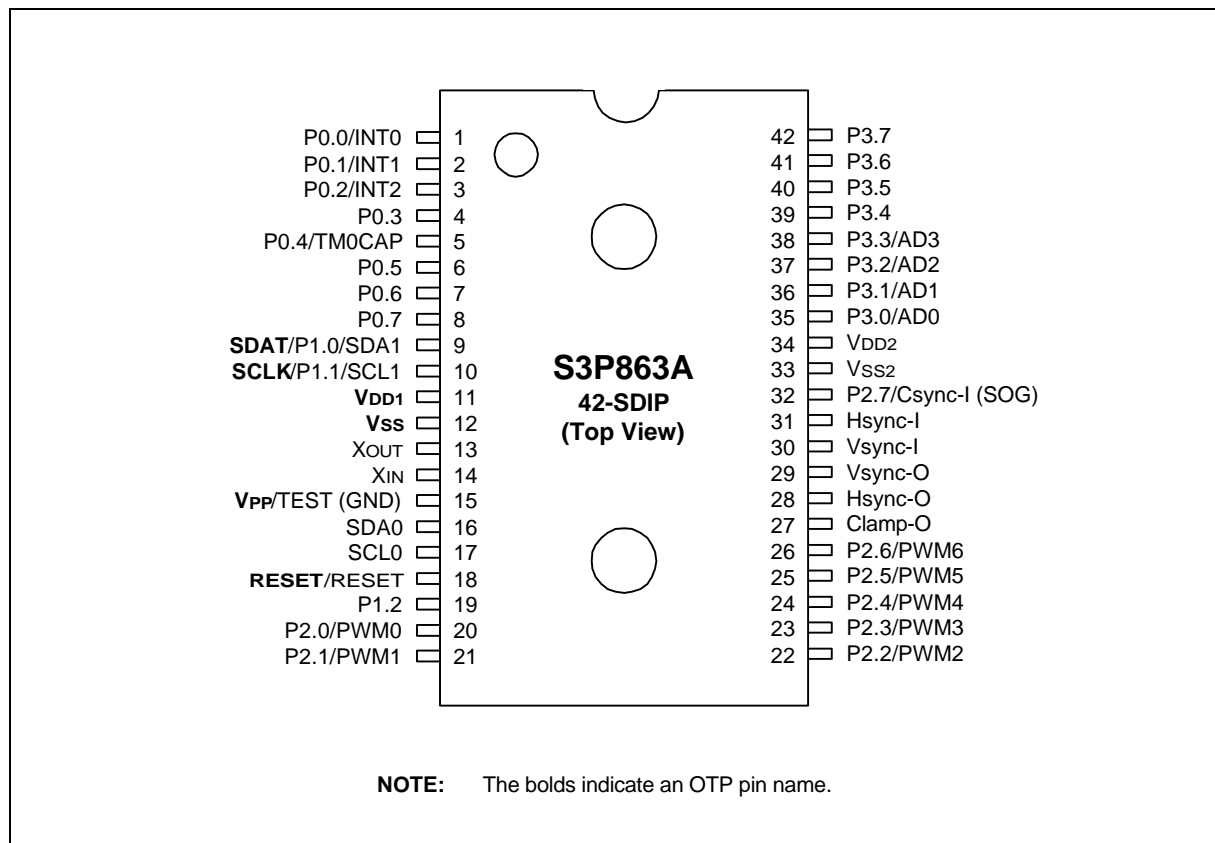 P0.0/INT0 1
P0.1/INT1 2
P0.2/INT2 3
P0.3 4
P0.4/TM0CAP 5
P0.5 6
P0.6 7
P0.7 8
SDAT/P1.0/SDA1 9
SCLK/P1.1/SCL1 10
VDD1 11
VSS 12
XOUT 13
XIN 14
VPP/TEST (GND) 15
SDA0 16
SCL0 17
RESET/RESET 18
P1.2 19
P2.0/PWM0 20
P2.1/PWM1 21
S3P863A
42-SDIP
(Top View)
42 P3.7
41 P3.6
40 P3.5
39 P3.4
38 P3.3/AD3
37 P3.2/AD2
36 P3.1/AD1
35 P3.0/AD0
34 VDD2
33 VSS2
32 P2.7/Csync-I (SOG)
31 Hsync-I
30 Vsync-I
29 Vsync-O
28 Hsync-O
27 Clamp-O
26 P2.6/PWM6
25 P2.5/PWM5
24 P2.4/PWM4
23 P2.3/PWM3
22 P2.2/PWM2
NOTE: The bolds indicate an OTP pin name.